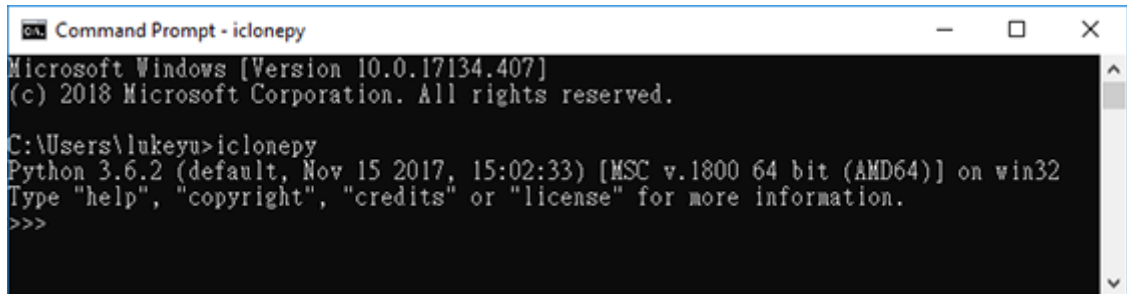 Command Prompt - iclonepy
Microsoft Windows [Version 10.0.17134.407]
(c) 2018 Microsoft Corporation. All rights reserved.
C:\Users\lukeyu>iclonepy
Python 3.6.2 (default, Nov 15 2017, 15:02:33) [MSC v.1800 64 bit (AMD64)] on win32
Type "help", "copyright", "credits" or "license" for more information.
>>>